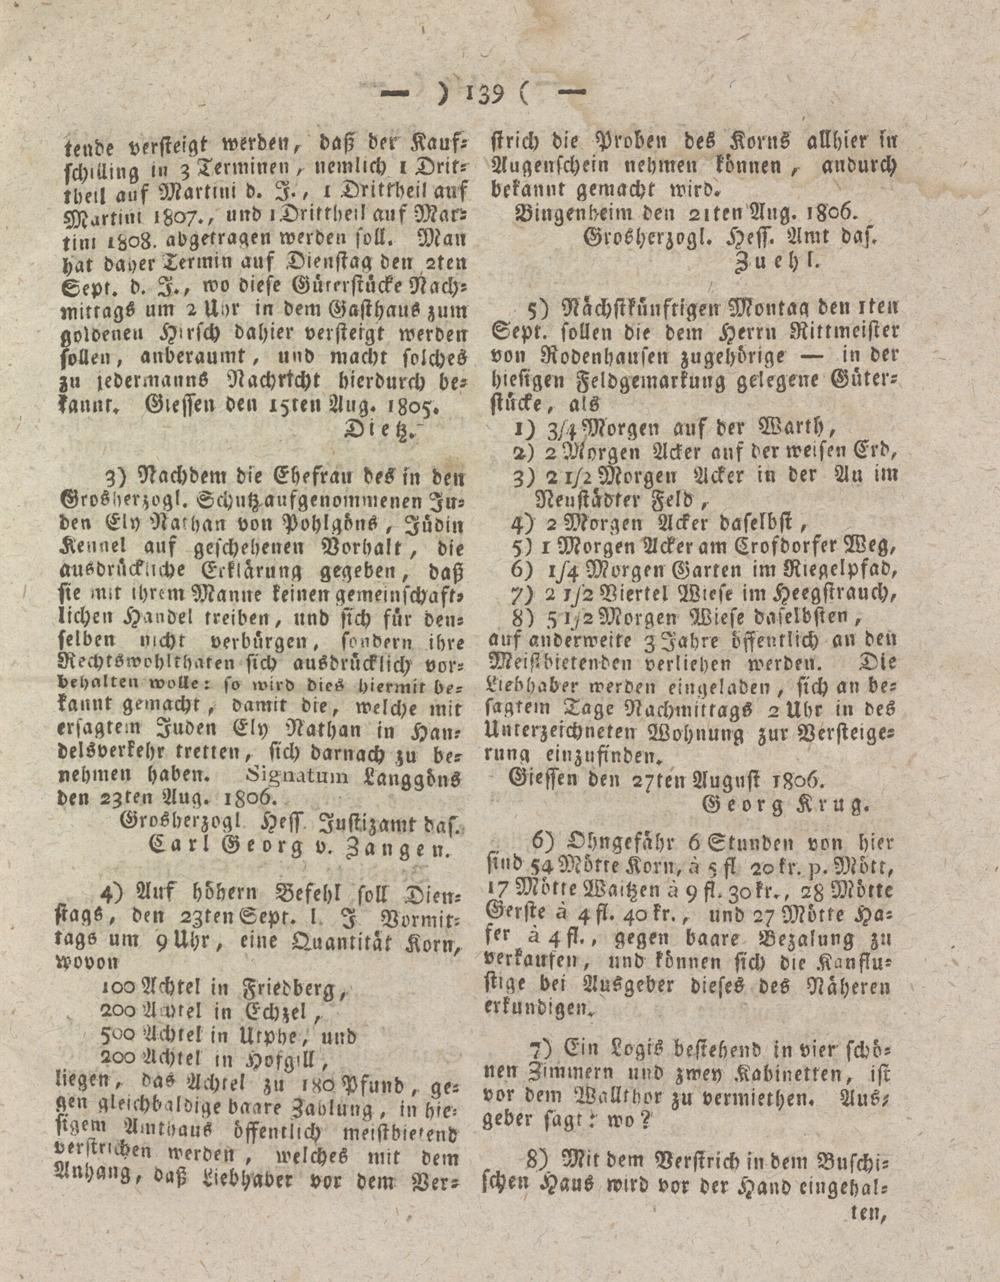 — ) 139 ( —
tende versteigt werden, daß der Kauf⸗
schilling in 3 Terminen, nemlich 1 Drit⸗
theil auf Martini d. J., 1 Drittheil auf
Martini 1807., und 1 Drittheil auf Mar⸗
tini 1808. abgetragen werden soll. Man
hat daher Termin auf Dienstag den 2ten
Sept. d. J., wo diese Güterstücke Nach⸗
mittags um 2 Uhr in dem Gasthaus zum
goldenen Hirsch dahier versteigt werden
sollen, anberaumt, und macht solches
zu jedermanns Nachricht hierdurch be⸗
kannt. Giessen den 15ten Aug. 1805.
Dietz.
3) Nachdem die Ehefrau des in den
Grosherzogl. Schutz aufgenommenen Ju⸗
den Ely Nathan von Pohlgöns, Jüdin
Kennel auf geschehenen Vorhalt, die
ausdrückliche Erklärung gegeben, daß
sie mit ihrem Manne keinen gemeinschaft⸗
lichen Handel treiben, und sich für den⸗
selben nicht verbürgen, sondern ihre
Rechtswohlthaten sich ausdrücklich vor⸗
behalten wolle: so wird dies hiermit be⸗
kannt gemacht, damit die, welche mit
ersagtem Juden Ely Nathan in Han⸗
delsverkehr tretten, sich darnach zu be⸗
nehmen haben. Signatum Langgöns
den 23ten Aug. 1806.
Grosherzogl Hess. Justizamt das.
Carl Georg v. Zangen.
4) Auf höhern Befehl soll Dien⸗
stags, den 23ten Sept. l. J. Vormit⸗
tags um 9 Uhr, eine Quantität Korn,
wovon
100 Achtel in Friedberg,
200 Achtel in Echzel,
500 Achtel in Utphe, und
200 Achtel in Hofgill,
liegen, das Achtel zu 180 Pfund, ge⸗
gen gleichbaldige baare Zahlung, in hie⸗
sigem Amthaus öffentlich meistbietend
verstrichen werden, welches mit dem
Anhang, daß Liebhaber vor dem Ver⸗
strich die Proben des Korns allhier in
Augenschein nehmen können, andurch
bekannt gemacht wird.
Bingenheim den 21ten Aug. 1806.
Grosherzogl. Hess. Amt das.
Zuehl.
5) Nächstkünftigen Montag den 1ten
Sept. sollen die dem Herrn Rittmeister
von Rodenhausen zugehörige — in der
hiesigen Feldgemarkung gelegene Güter⸗
stücke, als
1) 3/4 Morgen auf der Warth,
2) 2 Morgen Acker auf der weisen Erd,
3) 2 1/2 Morgen Acker in der Au im
Neustädter Feld,
4) 2 Morgen Acker daselbst,
5) 1 Morgen Acker am Crofdorfer Weg,
6) 1/4 Morgen Garten im Riegelpfad,
7) 2 1/2 Viertel Wiese im Heegstrauch,
8) 5 1/2 Morgen Wiese daselbsten,
auf anderweite 3 Jahre öffentlich an den
Meistbietenden verliehen werden. Die
Liebhaber werden eingeladen, sich an be⸗
sagtem Tage Nachmittags 2 Uhr in des
Unterzeichneten Wohnung zur Versteige⸗
rung einzufinden.
Giessen den 27ten August 1806.
Georg Krug.
6) Ohngefähr 6 Stunden von hier
sind 54 Mötte Korn, à 5 fl 20 kr. p. Mött,
17 Mötte Waitzen à 9 fl. 30 kr., 28 Mötte
Gerste à 4 fl. 40 kr., und 27 Mötte Ha⸗
fer à 4 fl., gegen baare Bezalung zu
verkaufen, und können sich die Kauflu⸗
stige bei Ausgeber dieses des Näheren
erkundigen.
7) Ein Logis bestehend in vier schö⸗
nen Zimmern und zwey Kabinetten, ist
vor dem Wallthor zu vermiethen. Aus⸗
geber sagt: wo?
8) Mit dem Verstrich in dem Buschi⸗
schen Haus wird vor der Hand eingehal⸗
ten,